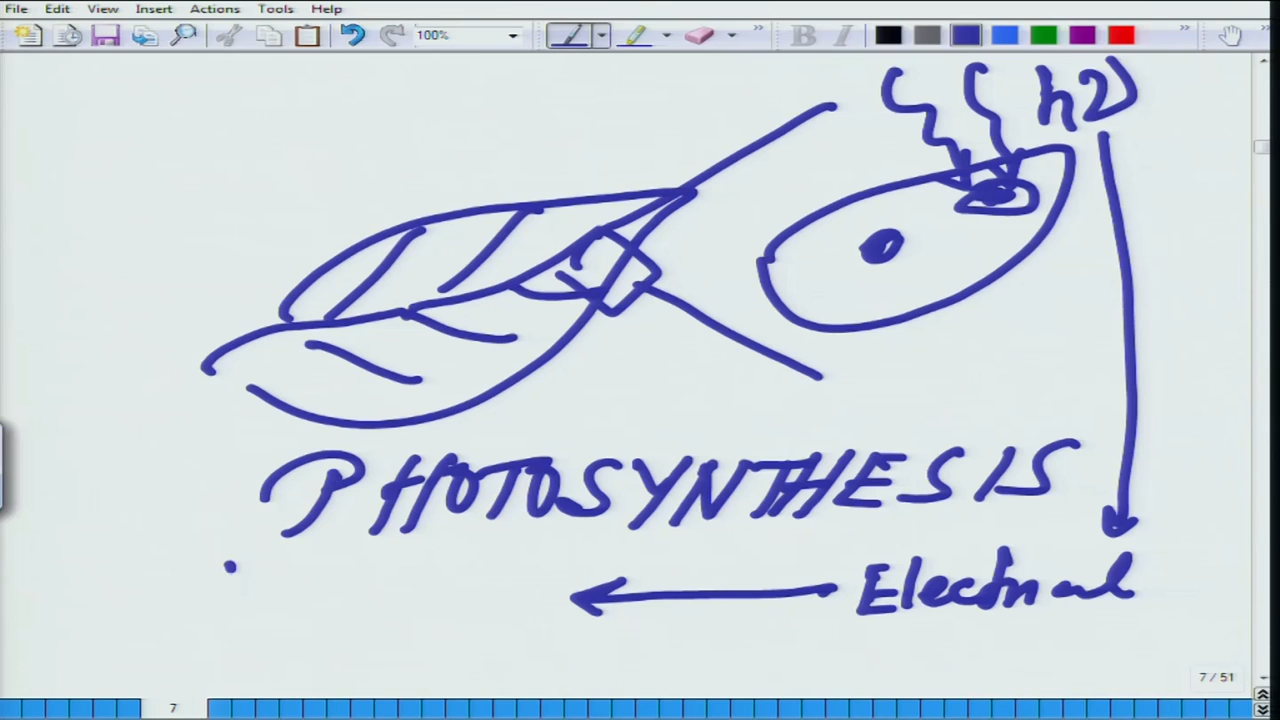 File Edit View Insert Actions Tools Help
100%
B I
hν
PHOTOSYNTHESIS
Electrical
7 / 51
7